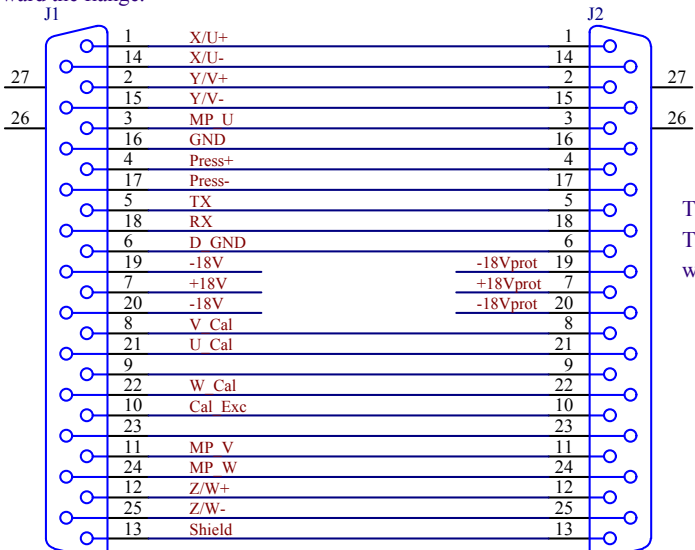 ward the flange.
J1 J2
1 X/U+ 1
14 X/U- 14
27 2 Y/V+ 2 27
15 Y/V- 15
26 3 MP_U 3 26
16 GND 16
4 Press+ 4
17 Press- 17
5 TX 5 T
18 RX 18
6 D_GND 6 T
19 -18V -18Vprot 19 w
7 +18V +18Vprot 7
20 -18V -18Vprot 20
8 V_Cal 8
21 U_Cal 21
9 9
22 W_Cal 22
10 Cal_Exc 10
23 23
11 MP_V 11
24 MP_W 24
12 Z/W+ 12
25 Z/W- 25
13 Shield 13